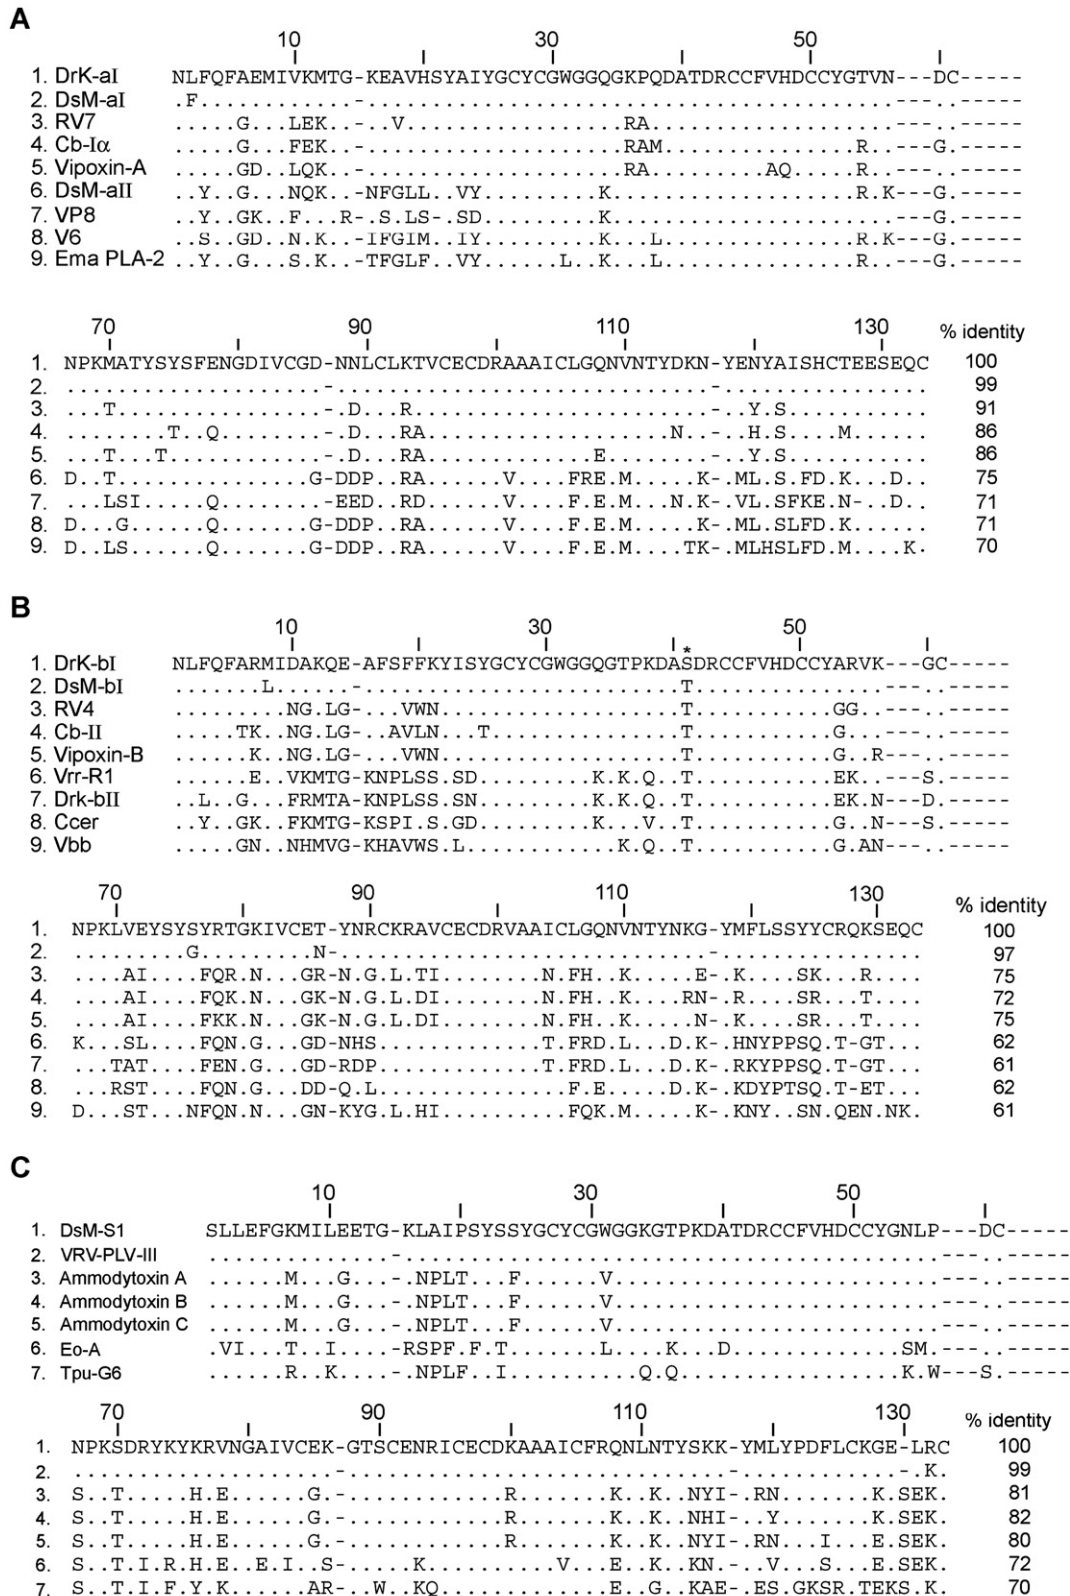 A
10 30 50
1. DrK-aI NLFQFAEMIVKMTG-KEAVHSYAIYGCYCGWGGQGKPQDATDRCCFVHDCCYGTVN---DC-----
2. DsM-aI .F......................................................---..-----
3. RV7 .....G...LEK..-..V.................RA...................---..-----
4. Cb-Iα .....G...FEK..-....................RAM...............R..---G.-----
5. Vipoxin-A .....GD..LQK..-....................RA.........AQ.....R..---..-----
6. DsM-aII ..Y..G...NQK..-NFGLL..VY.........K...................R.K---G.-----
7. VP8 ..Y..GK..F...R-.S.LS-.SD.........K.....................---G.-----
8. V6 ..S..GD..N.K..-IFGIM..IY.........K...L...............R.K---G.-----
9. Ema PLA-2 ..Y..G...S.K..-TFGLF..VY......L..K...L...............R..---G.-----
70 90 110 130 % identity
1. NPKMATYSYSFENGDIVCGD-NNLCLKTVCECDRAAAICLGQNVNTYDKN-YENYAISHCTEESEQC 100
2. ....................-.............................-................ 99
3. ...T................-.D...R.......................-..Y.S........... 91
4. ........T..Q........-.D...RA...................N..-..H.S....M...... 86
5. ...T...T............-.D...RA.............E........-..Y.S........... 86
6. D..T...............G-DDP..RA......V....FRE.M.....K-.ML.S.FD.K...D.. 75
7. ...LSI.....Q........-EED..RD......V....F.E.M...N.K-.VL.SFKE.N-..D.. 71
8. D...G......Q.......G-DDP..RA......V....F.E.M.....K-.ML.SLFD.K...... 71
9. D..LS......Q.......G-DDP..RA......V....F.E.M....TK-.MLHSLFD.M....K. 70
B
10 30 50
*
1. DrK-bI NLFQFARMIDAKQE-AFSFFKYISYGCYCGWGGQGTPKDASDRCCFVHDCCYARVK---GC-----
2. DsM-bI .......L......-.........................T...............---..-----
3. RV4 .........NG.LG-...VWN...................T...........GG..---..-----
4. Cb-II .....TK..NG.LG-..AVLN...T...............T...........G...---..-----
5. Vipoxin-B ......K..NG.LG-...VWN...................T...........G..R---..-----
6. Vrr-R1 ......E..VKMTG-KNPLSS.SD.........K.K.Q..T...........EK..---S.-----
7. Drk-bII ..L..G...FRMTA-KNPLSS.SN.........K.K.Q..T...........EK.N---D.-----
8. Ccer ..Y..GK..FKMTG-KSPI.S.GD.........K...V..T...........G..N---S.-----
9. Vbb .....GN..NHMVG-KHAVWS.L............K.Q..T...........G.AN---..-----
70 90 110 130 % identity
1. NPKLVEYSYSYRTGKIVCET-YNRCKRAVCECDRVAAICLGQNVNTYNKG-YMFLSSYYCRQKSEQC 100
2. .........G.........N-.............................-................ 97
3. ....AI....FQR.N...GR-N.G.L.TI.........N.FH..K.....E-.K....SK...R.... 75
4. ....AI....FQK.N...GK-N.G.L.DI.........N.FH..K....RN-.R....SR...T.... 72
5. ....AI....FKK.N...GK-N.G.L.DI.........N.FH..K.....N-.K....SR...T.... 75
6. K...SL....FQN.G...GD-NHS..............T.FRD.L...D.K-.HNYPPSQ.T-GT... 62
7. ...TAT....FEN.G...GD-RDP..............T.FRD.L...D.K-.RKYPPSQ.T-GT... 61
8. ...RST....FQN.G...DD-Q.L................F.E.....D.K-.KDYPTSQ.T-ET... 62
9. D...ST...NFQN.N...GN-KYG.L.HI...........FQK.M.....K-.KNY..SN.QEN.NK. 61
C
10 30 50
1. DsM-S1 SLLEFGKMILEETG-KLAIPSYSSYGCYCGWGGKGTPKDATDRCCFVHDCCYGNLP---DC-----
2. VRV-PLV-III ..............-.........................................---..-----
3. Ammodytoxin A ......M...G...-.NPLT...F......V.........................---..-----
4. Ammodytoxin B ......M...G...-.NPLT...F......V.........................---..-----
5. Ammodytoxin C ......M...G...-.NPLT...F......V.........................---..-----
6. Eo-A .VI...T..I....-RSPF.F.T.......L....K...D.............SM.---..-----
7. Tpu-G6 ......R..K....-.NPLF..I..........Q.Q.................K.W---S.-----
70 90 110 130 % identity
1. NPKSDRYKYKRVNGAIVCEK-GTSCENRICECDKAAAICFRQNLNTYSKK-YMLYPDFLCKGE-LRC 100
2. ....................-.............................-............-.K. 99
3. S..T.....H.E......G.-............R.......K..K..NYI-.RN.......K.SEK. 81
4. S..T.....H.E......G.-............R.......K..K..NHI-..Y.......K.SEK. 82
5. S..T.....H.E......G.-............R.......K..K..NYI-.RN...I...E.SEK. 80
6. S..T.I.R.H.E..E.I..S-.....K..........V...E..K..KN.-..V...S...E.SEK. 72
7. S..T.I.F.Y.K......AR-..W..KQ..............E..G..KAE-.ES.GKSR.TEKS.K. 70